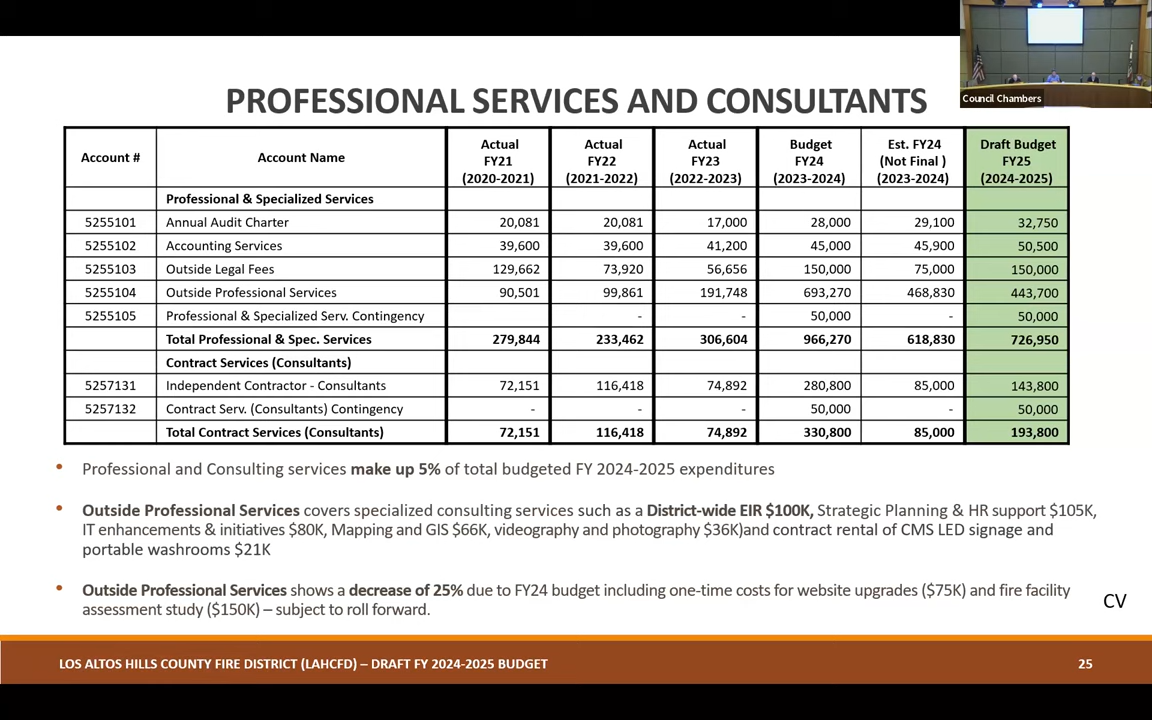 Council Chambers
PROFESSIONAL SERVICES AND CONSULTANTS
Account # Account Name Actual FY21 (2020-2021) Actual FY22 (2021-2022) Actual FY23 (2022-2023) Budget FY24 (2023-2024) Est. FY24 (Not Final ) (2023-2024) Draft Budget FY25 (2024-2025)
Professional & Specialized Services
5255101 Annual Audit Charter 20,081 20,081 17,000 28,000 29,100 32,750
5255102 Accounting Services 39,600 39,600 41,200 45,000 45,900 50,500
5255103 Outside Legal Fees 129,662 73,920 56,656 150,000 75,000 150,000
5255104 Outside Professional Services 90,501 99,861 191,748 693,270 468,830 443,700
5255105 Professional & Specialized Serv. Contingency - - 50,000 - 50,000
Total Professional & Spec. Services 279,844 233,462 306,604 966,270 618,830 726,950
Contract Services (Consultants)
5257131 Independent Contractor - Consultants 72,151 116,418 74,892 280,800 85,000 143,800
5257132 Contract Serv. (Consultants) Contingency - - - 50,000 - 50,000
Total Contract Services (Consultants) 72,151 116,418 74,892 330,800 85,000 193,800
• Professional and Consulting services make up 5% of total budgeted FY 2024-2025 expenditures
• Outside Professional Services covers specialized consulting services such as a District-wide EIR $100K, Strategic Planning & HR support $105K,
IT enhancements & initiatives $80K, Mapping and GIS $66K, videography and photography $36K)and contract rental of CMS LED signage and
portable washrooms $21K
• Outside Professional Services shows a decrease of 25% due to FY24 budget including one-time costs for website upgrades ($75K) and fire facility
assessment study ($150K) – subject to roll forward.
CV
LOS ALTOS HILLS COUNTY FIRE DISTRICT (LAHCFD) – DRAFT FY 2024-2025 BUDGET 25